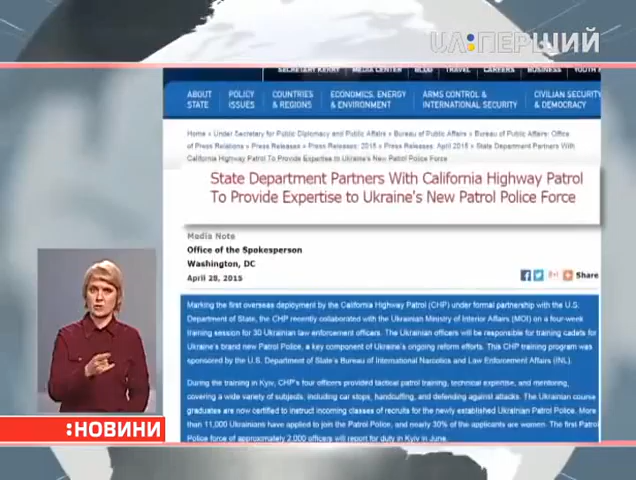 UA:ПЕРШИЙ
SECRETARY KERRY MEDIA CENTER BLOG TRAVEL CAREERS BUSINESS YOUTH
ABOUT STATE
POLICY ISSUES
COUNTRIES & REGIONS
ECONOMICS, ENERGY & ENVIRONMENT
ARMS CONTROL & INTERNATIONAL SECURITY
CIVILIAN SECURITY & DEMOCRACY
Home » Under Secretary for Public Diplomacy and Public Affairs » Bureau of Public Affairs » Bureau of Public Affairs: Office
of Press Relations » Press Releases » Press Releases: 2015 » Press Releases: April 2015 » State Department Partners With
California Highway Patrol To Provide Expertise to Ukraine's New Patrol Police Force
State Department Partners With California Highway Patrol
To Provide Expertise to Ukraine's New Patrol Police Force
Media Note
Office of the Spokesperson
Washington, DC
April 28, 2015
Share
Marking the first overseas deployment by the California Highway Patrol (CHP) under formal partnership with the U.S.
Department of State, the CHP recently collaborated with the Ukrainian Ministry of Interior Affairs (MOI) on a four-week
training session for 30 Ukrainian law enforcement officers. The Ukrainian officers will be responsible for training cadets for
Ukraine's brand new Patrol Police, a key component of Ukraine's ongoing reform efforts. This CHP training program was
sponsored by the U.S. Department of State's Bureau of International Narcotics and Law Enforcement Affairs (INL).
During the training in Kyiv, CHP's four officers provided tactical patrol training, technical expertise, and mentoring,
covering a wide variety of subjects, including car stops, handcuffing, and defending against attacks. The Ukrainian course
graduates are now certified to instruct incoming classes of recruits for the newly established Ukrainian Patrol Police. More
than 11,000 Ukrainians have applied to join the Patrol Police, and nearly 30% of the applicants are women. The first Patrol
Police force of approximately 2,000 officers will report for duty in Kyiv in June.
:НОВИНИ